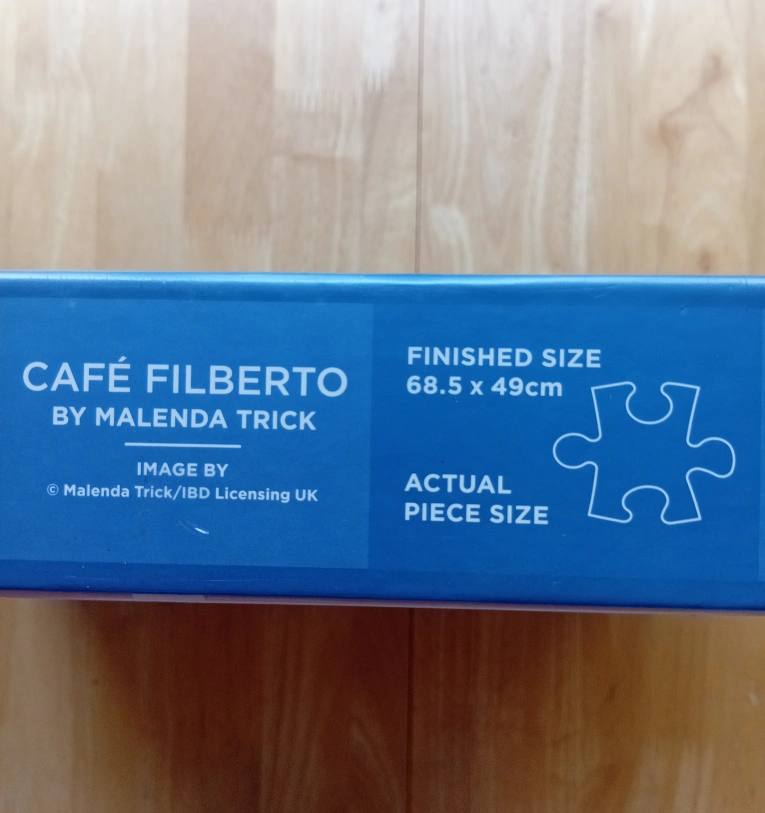 CAFÉ FILBERTO
BY MALENDA TRICK
IMAGE BY
© Malenda Trick/IBD Licensing UK
FINISHED SIZE
68.5 x 49cm
ACTUAL
PIECE SIZE